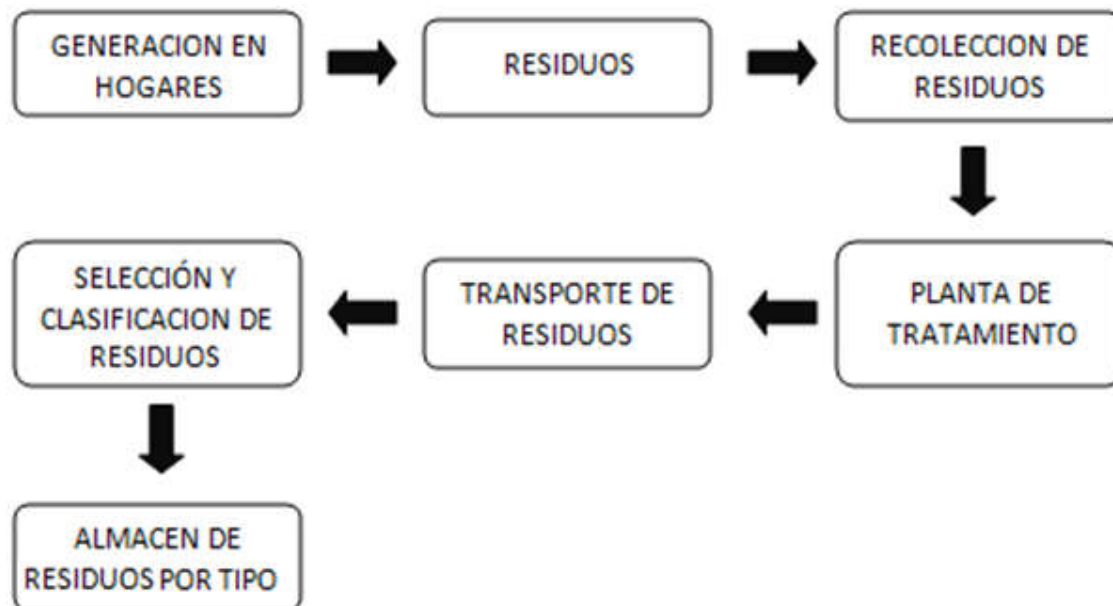 GENERACION EN
HOGARES
RESIDUOS
RECOLECCION DE
RESIDUOS
PLANTA DE
TRATAMIENTO
TRANSPORTE DE
RESIDUOS
SELECCIÓN Y
CLASIFICACION DE
RESIDUOS
ALMACEN DE
RESIDUOS POR TIPO